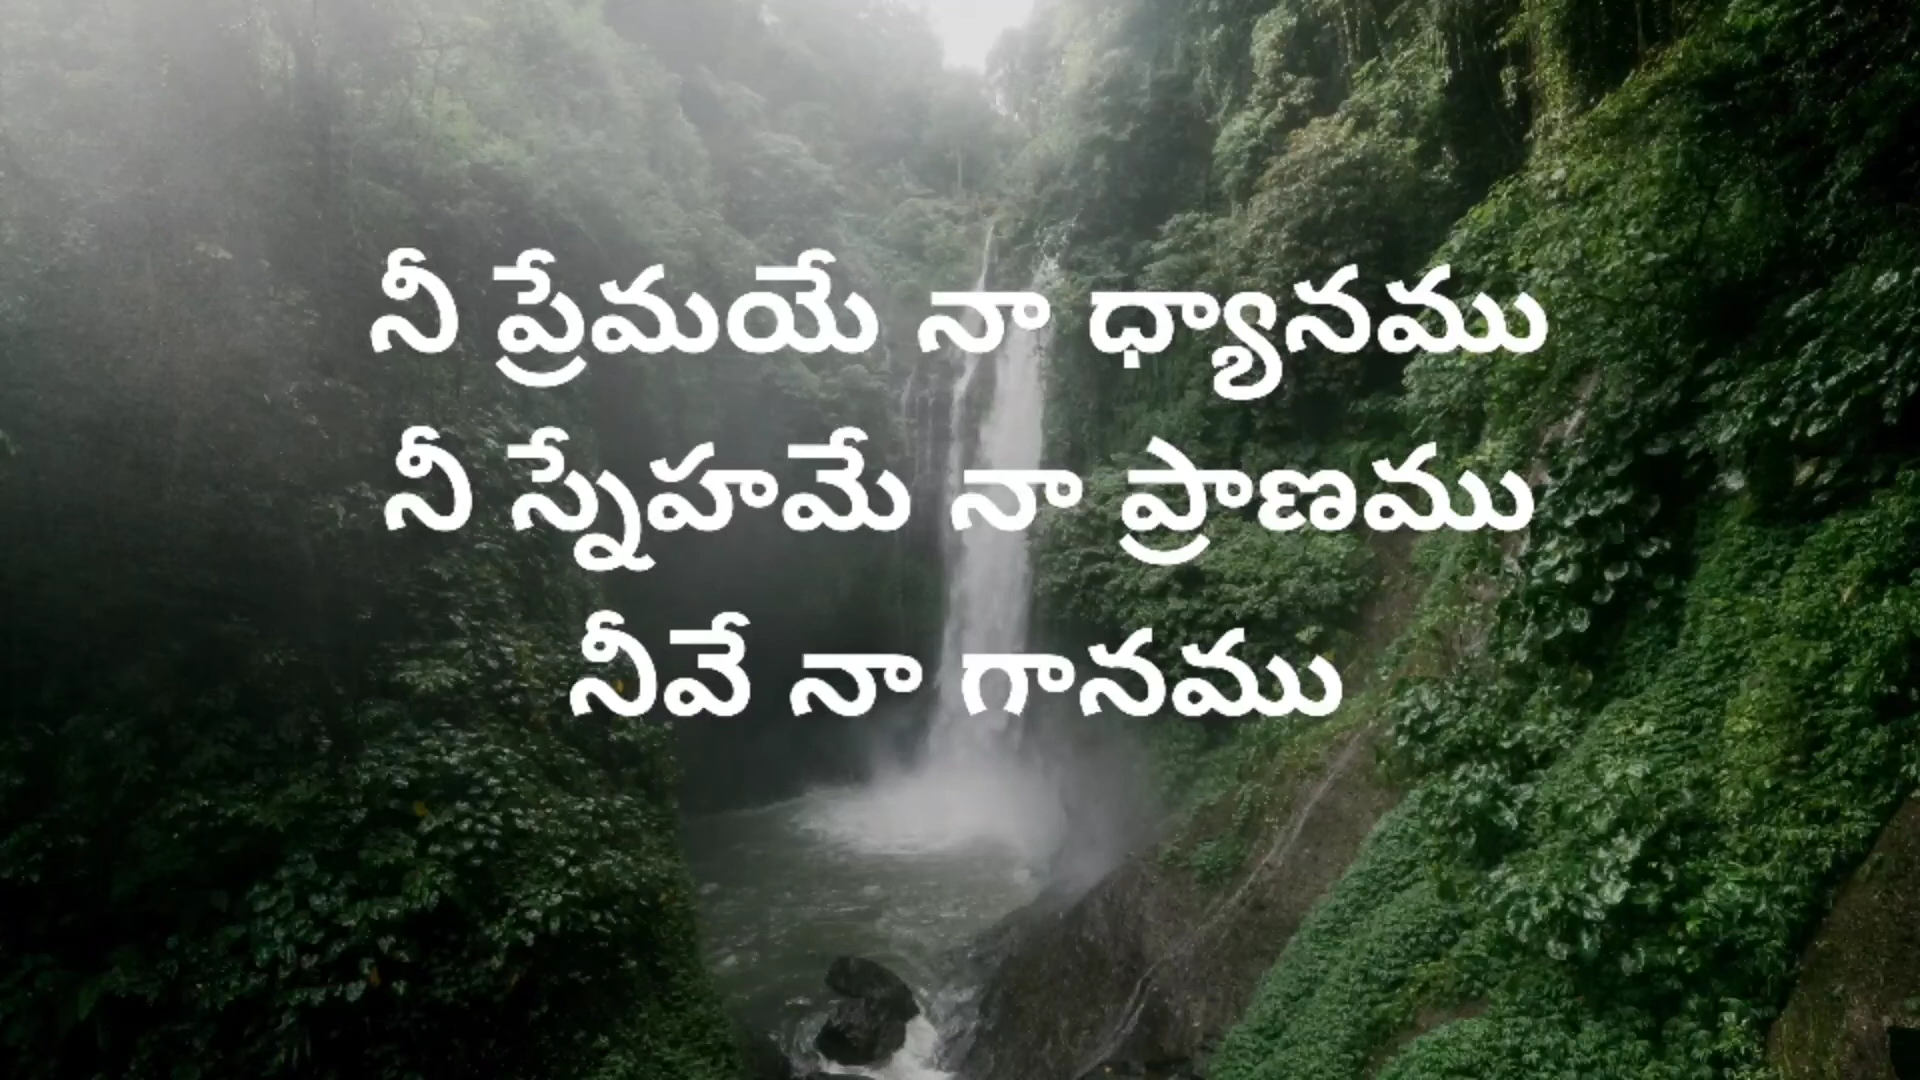 నీ ప్రేమయే నా ధ్యానము
నీ స్నేహమే నా ప్రాణము
నీవే నా గానము